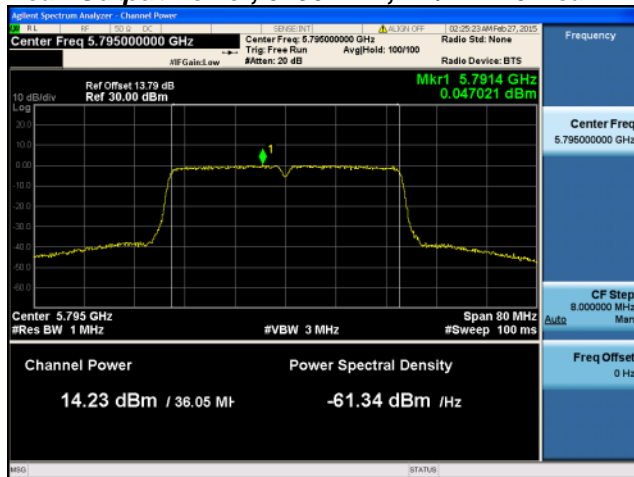 Agilent Spectrum Analyzer - Channel Power
RL RF 50 Ω DC SENSE:INT ALIGN OFF 02:25:23 AM Feb 27, 2015
Center Freq 5.795000000 GHz
Center Freq: 5.795000000 GHz
Radio Std: None
Trig: Free Run Avg|Hold: 100/100
#IFGain:Low #Atten: 20 dB Radio Device: BTS
Ref Offset 13.79 dB
Ref 30.00 dBm
10 dB/div
Log
Mkr1 5.7914 GHz
0.047021 dBm
20.0
10.0
0.00
-10.0
-20.0
-30.0
-40.0
-50.0
-60.0
1
Center 5.795 GHz Span 80 MHz
#Res BW 1 MHz #VBW 3 MHz #Sweep 100 ms
Channel Power Power Spectral Density
14.23 dBm / 36.05 MH -61.34 dBm /Hz
MSG STATUS
Frequency
Center Freq
5.795000000 GHz
CF Step
8.000000 MHz
Auto Man
Freq Offset
0 Hz